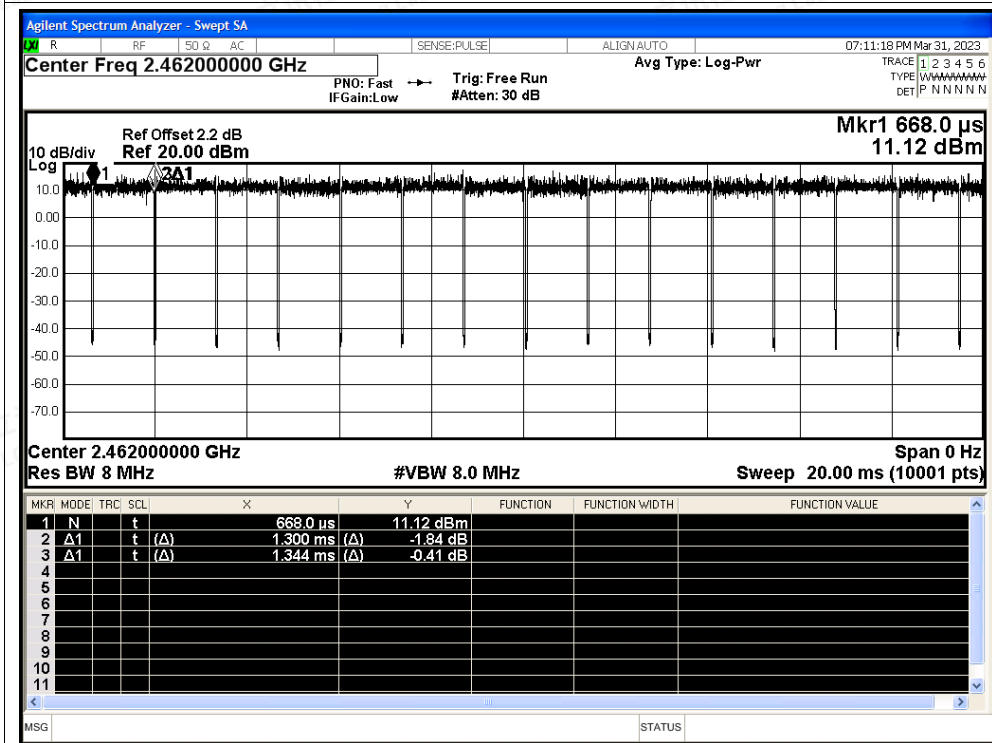 Agilent Spectrum Analyzer - Swept SA
LXI R RF 50 Ω AC SENSE:PULSE ALIGN AUTO 07:11:18 PM Mar 31, 2023
Center Freq 2.462000000 GHz Avg Type: Log-Pwr TRACE 1 2 3 4 5 6
PNO: Fast Trig: Free Run TYPE WWWWWW
IFGain:Low #Atten: 30 dB DET P N N N N N
Mkr1 668.0 µs
Ref Offset 2.2 dB
10 dB/div Ref 20.00 dBm 11.12 dBm
Log
1 2Δ1
10.0
0.00
-10.0
-20.0
-30.0
-40.0
-50.0
-60.0
-70.0
Center 2.462000000 GHz Span 0 Hz
Res BW 8 MHz #VBW 8.0 MHz Sweep 20.00 ms (10001 pts)
MKR MODE TRC SCL X Y FUNCTION FUNCTION WIDTH FUNCTION VALUE
1 N t 668.0 µs 11.12 dBm
2 Δ1 t (Δ) 1.300 ms (Δ) -1.84 dB
3 Δ1 t (Δ) 1.344 ms (Δ) -0.41 dB
4
5
6
7
8
9
10
11
MSG STATUS